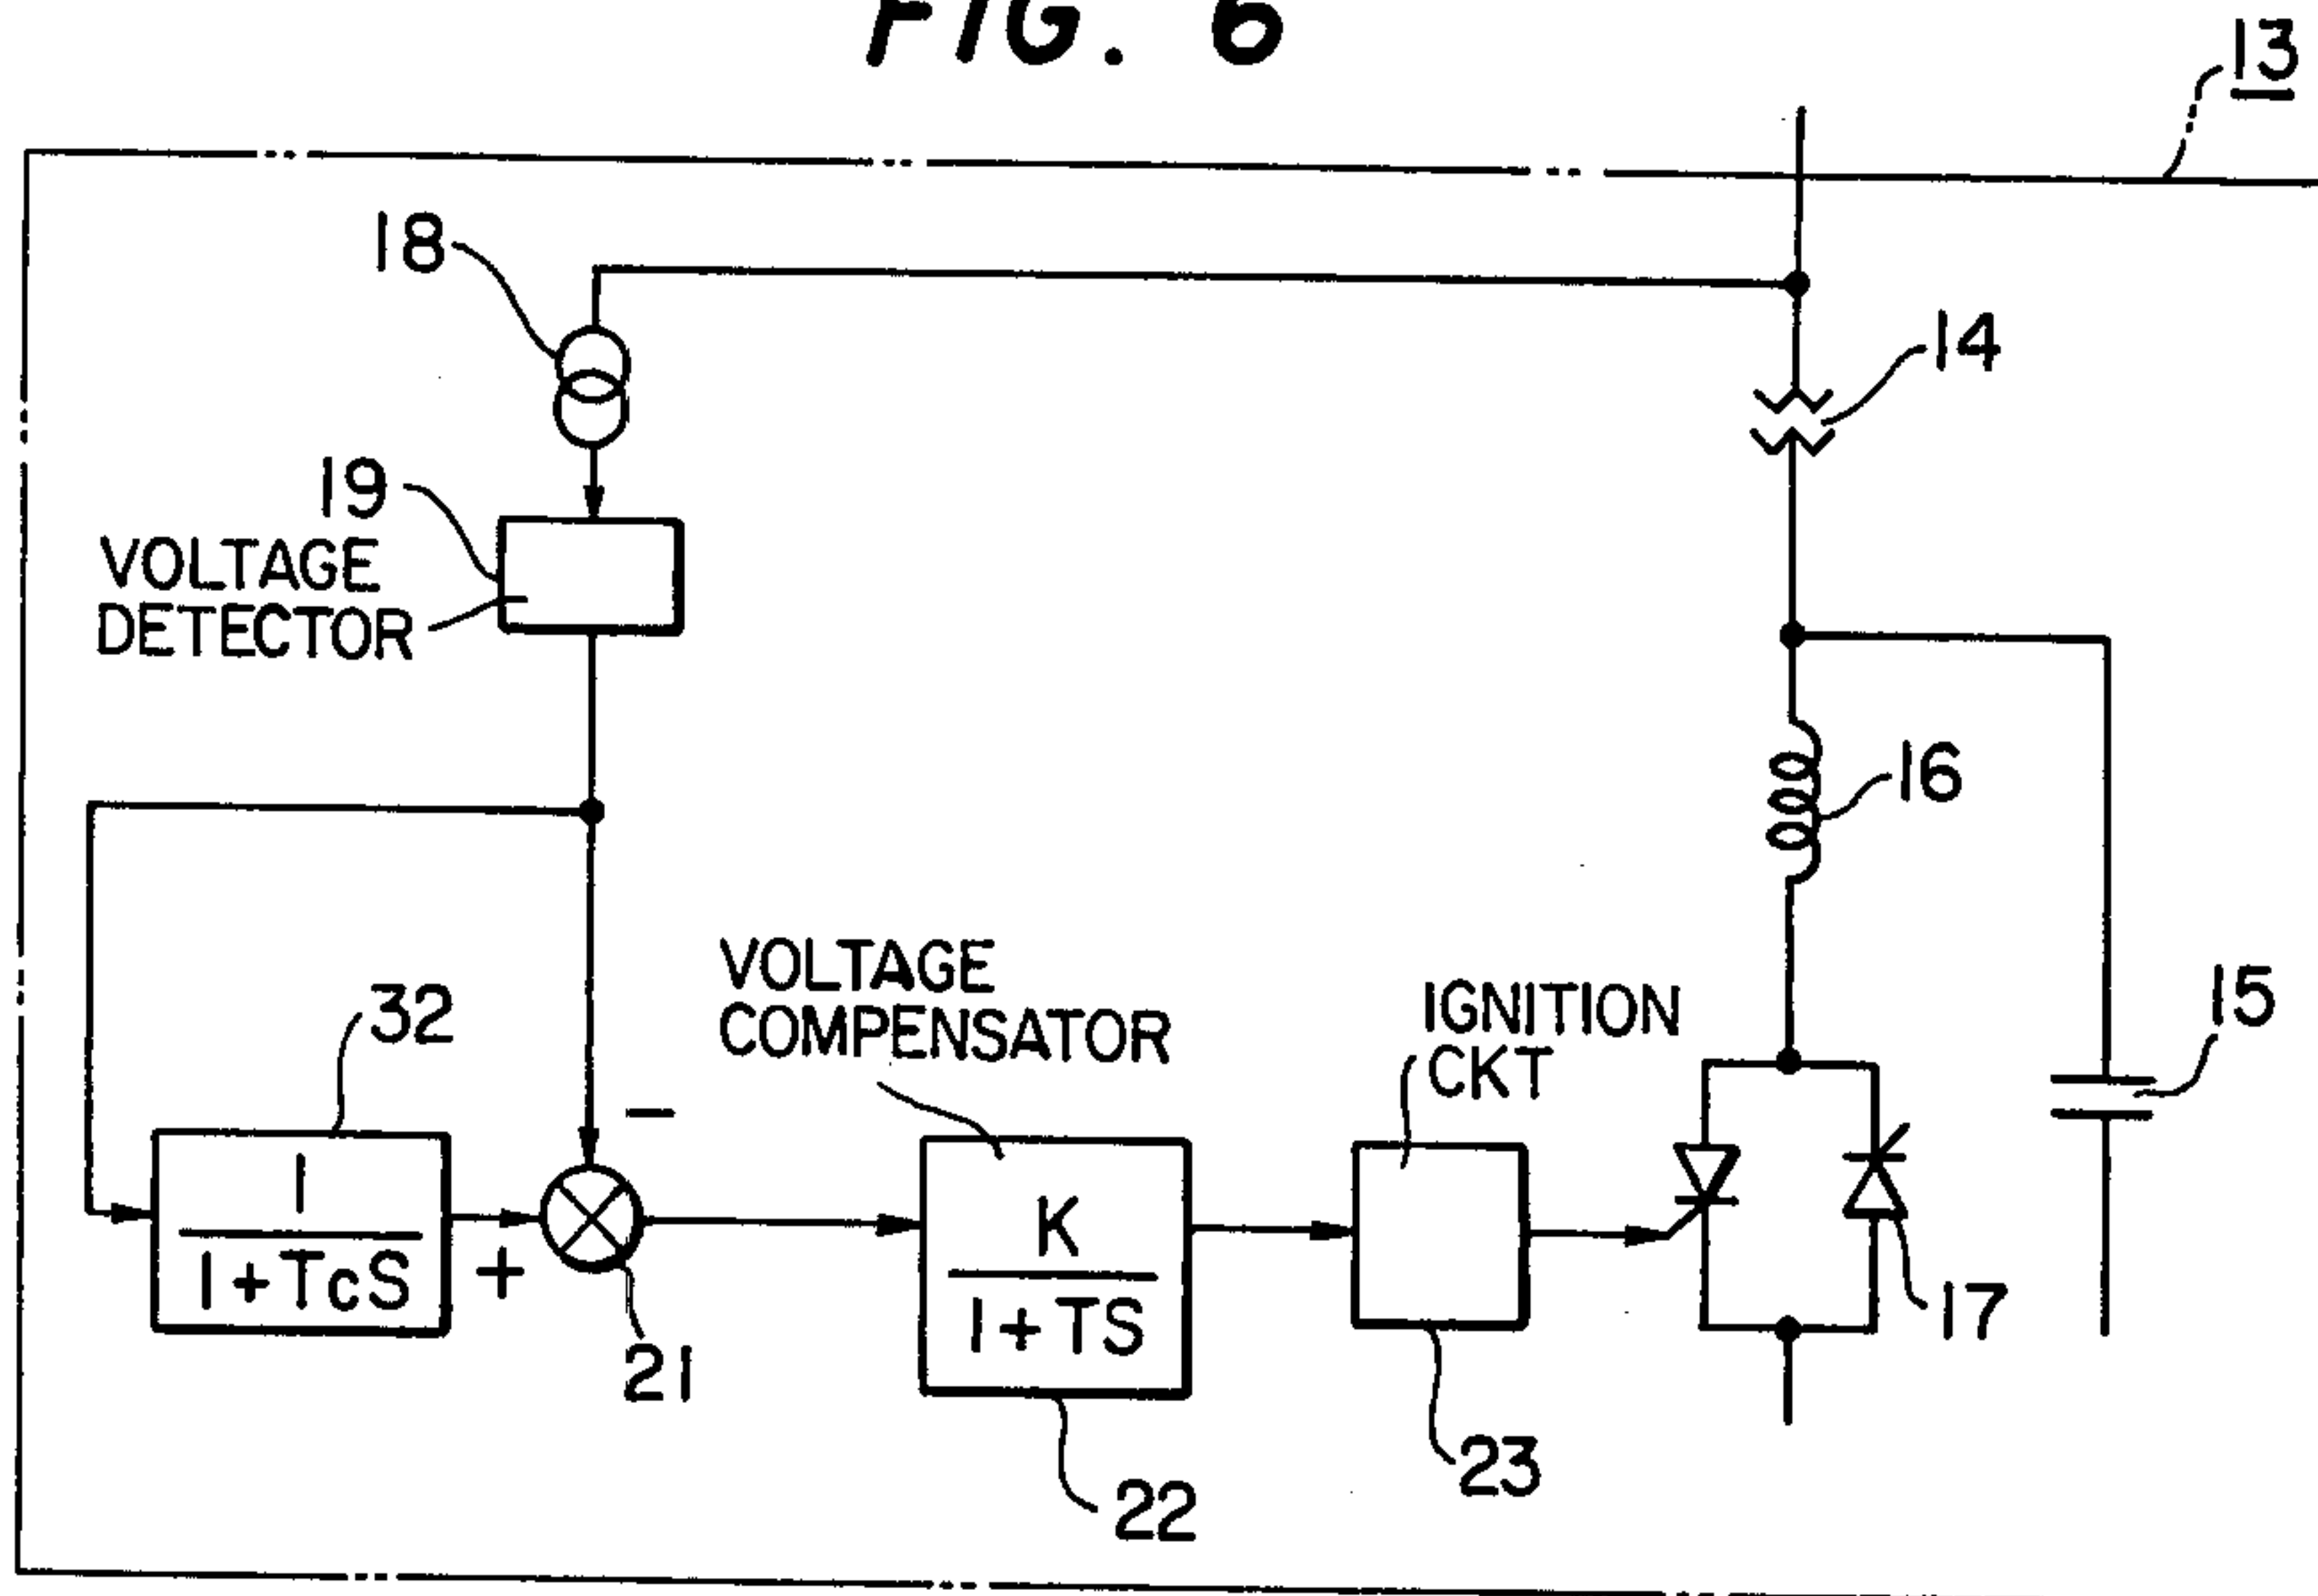 FIG. 6
13
18
14
19
VOLTAGE
DETECTOR
16
VOLTAGE
COMPENSATOR
32
IGNITION
CKT
15
−
1
1+TcS
+
K
1+TS
17
21
23
22